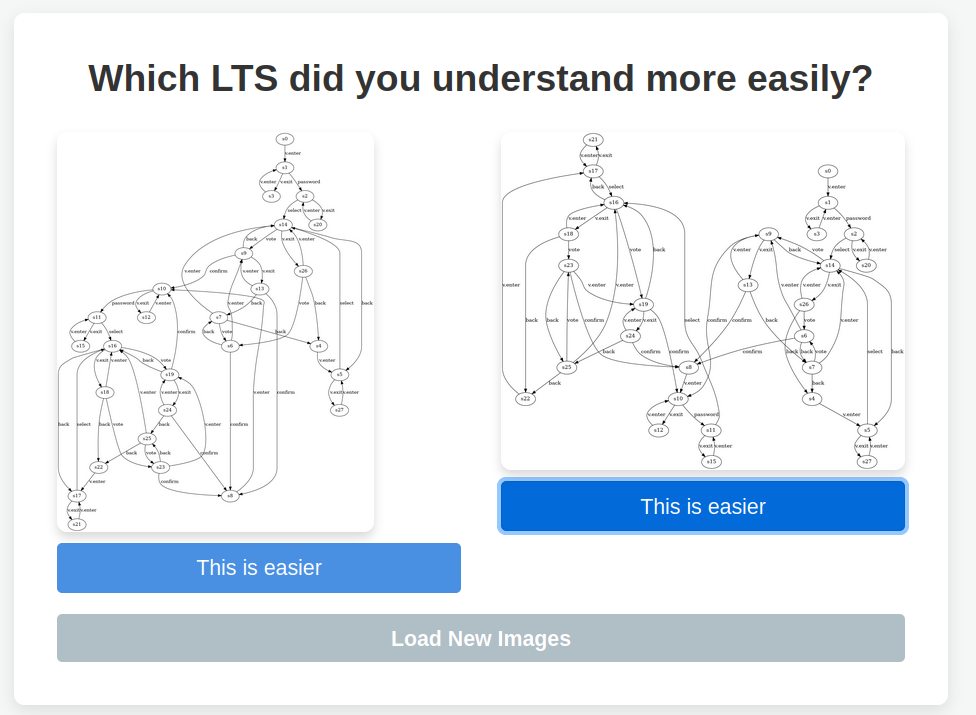 Which LTS did you understand more easily?
s0
v.enter
s1
v.enter v.exit password
s3 s2
select v.enter v.exit
s14 s20
back vote v.exit v.enter
s9
v.enter confirm v.enter v.exit
s26
s10 s13
password v.exit v.enter v.enter back vote back select back
s11 s12 s7
v.enter v.exit select confirm back vote back
s15 s16 s6 s4
v.exit v.enter back vote
s19 s5
s18 v.enter v.enter v.exit v.enter confirm v.exit v.enter
s24 s27
back select back vote back v.enter confirm
s25
back vote back confirm
s22 s23
v.enter confirm
s17 s8
v.exit v.enter
s21
s21
v.enter v.exit
s17
back select
s16
v.enter v.exit
s18
vote vote back
s23
v.enter v.enter v.enter
s19
back back vote confirm v.enter v.exit select confirm confirm
s24
back confirm confirm
s25 s8
back v.enter
s22 s10
v.enter v.exit password
s12 s11
v.exit v.enter
s15
s0
v.enter
s1
v.exit v.enter password
s3 s9 s2
v.enter v.exit back vote select v.exit v.enter
s14 s20
s13 v.enter v.enter v.exit
s26
vote v.enter
s6
confirm back back back vote select back
s7
back
s4
v.enter
s5
v.exit v.enter
s27
This is easier
This is easier
Load New Images